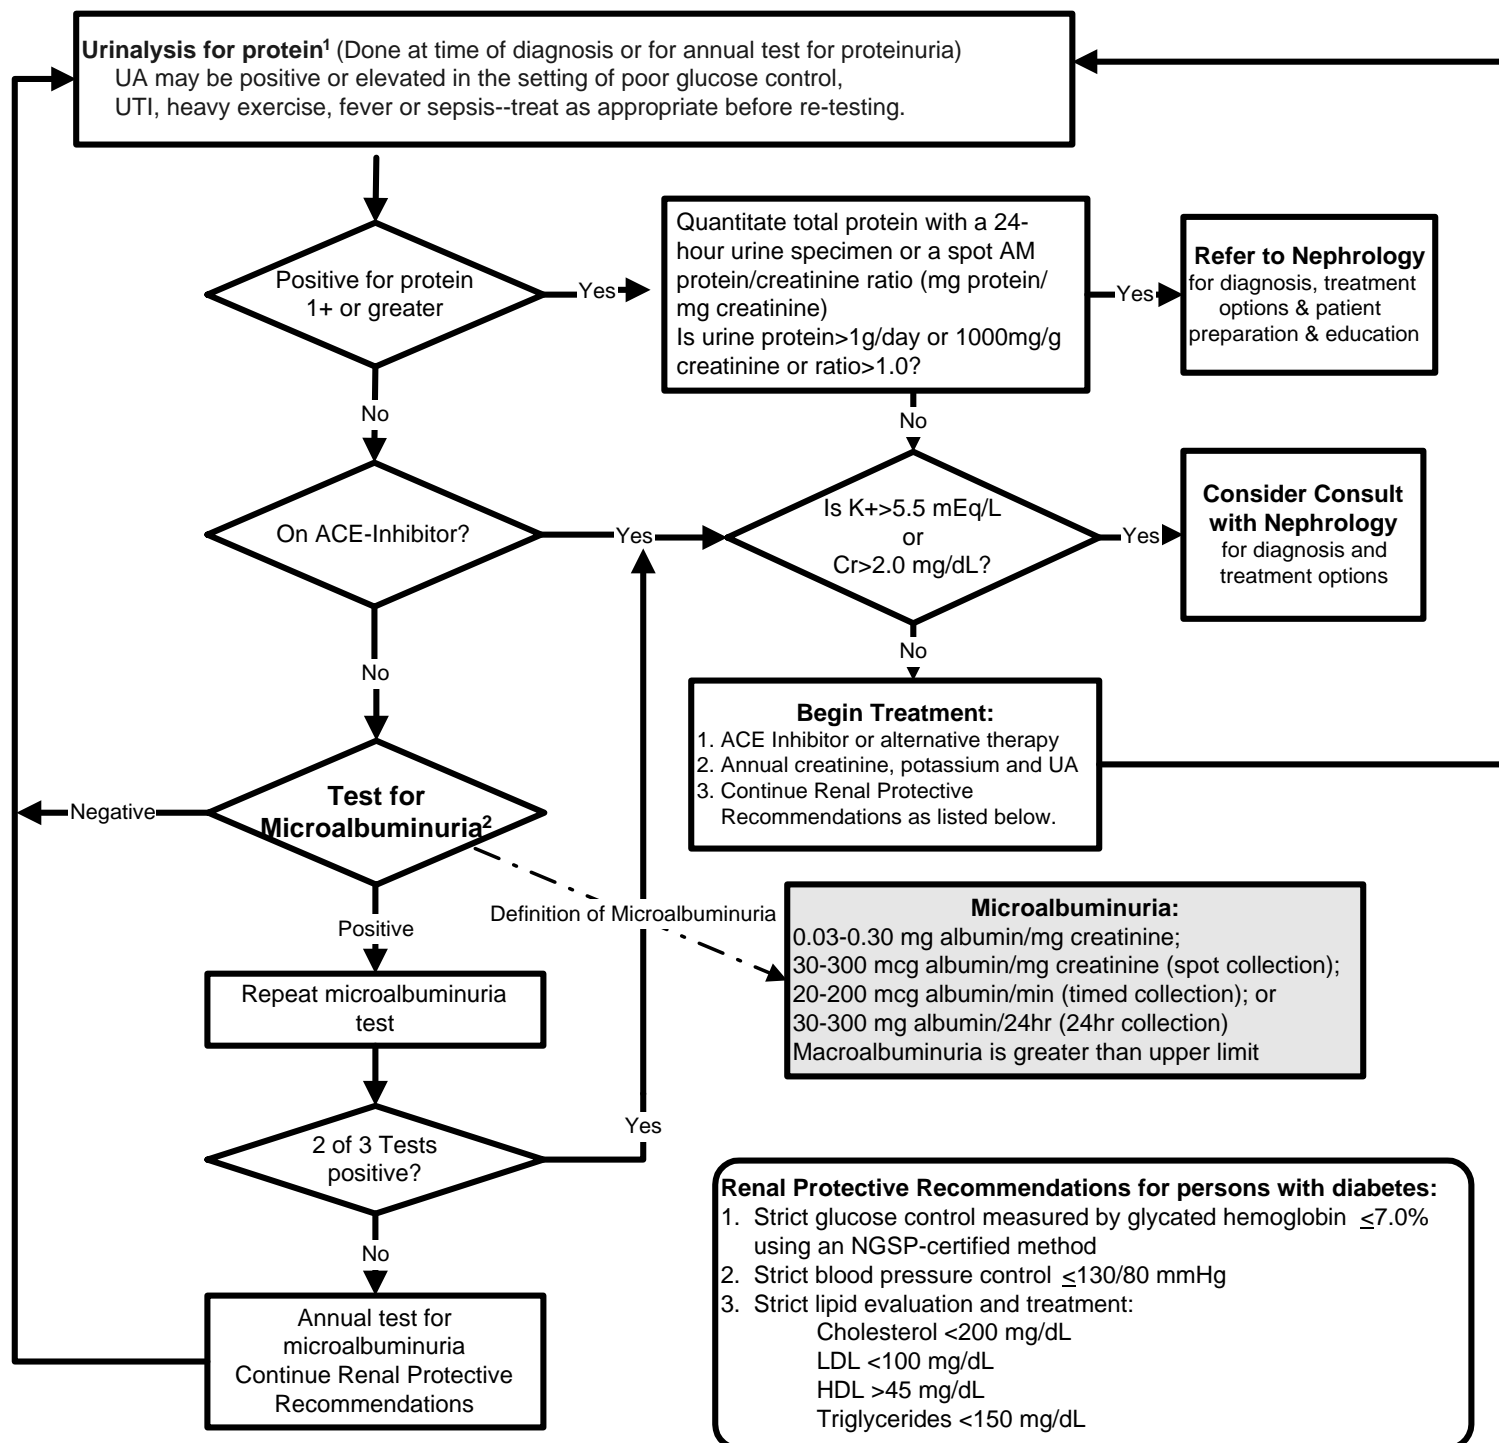 Urinalysis for protein1 (Done at time of diagnosis or for annual test for proteinuria)
UA may be positive or elevated in the setting of poor glucose control,
UTI, heavy exercise, fever or sepsis--treat as appropriate before re-testing.
Positive for protein
1+ or greater
Yes
Quantitate total protein with a 24-
hour urine specimen or a spot AM
protein/creatinine ratio (mg protein/
mg creatinine)
Is urine protein>1g/day or 1000mg/g
creatinine or ratio>1.0?
Yes
Refer to Nephrology
for diagnosis, treatment
options & patient
preparation & education
No
No
On ACE-Inhibitor?
Yes
Is K+>5.5 mEq/L
or
Cr>2.0 mg/dL?
Yes
Consider Consult
with Nephrology
for diagnosis and
treatment options
No
No
Begin Treatment:
1. ACE Inhibitor or alternative therapy
2. Annual creatinine, potassium and UA
3. Continue Renal Protective
Recommendations as listed below.
Test for
Microalbuminuria2
Negative
Positive
Definition of Microalbuminuria
Microalbuminuria:
0.03-0.30 mg albumin/mg creatinine;
30-300 mcg albumin/mg creatinine (spot collection);
20-200 mcg albumin/min (timed collection); or
30-300 mg albumin/24hr (24hr collection)
Macroalbuminuria is greater than upper limit
Repeat microalbuminuria
test
2 of 3 Tests
positive?
Yes
No
Annual test for
microalbuminuria
Continue Renal Protective
Recommendations
Renal Protective Recommendations for persons with diabetes:
1. Strict glucose control measured by glycated hemoglobin ≤7.0%
using an NGSP-certified method
2. Strict blood pressure control ≤130/80 mmHg
3. Strict lipid evaluation and treatment:
Cholesterol <200 mg/dL
LDL <100 mg/dL
HDL >45 mg/dL
Triglycerides <150 mg/dL